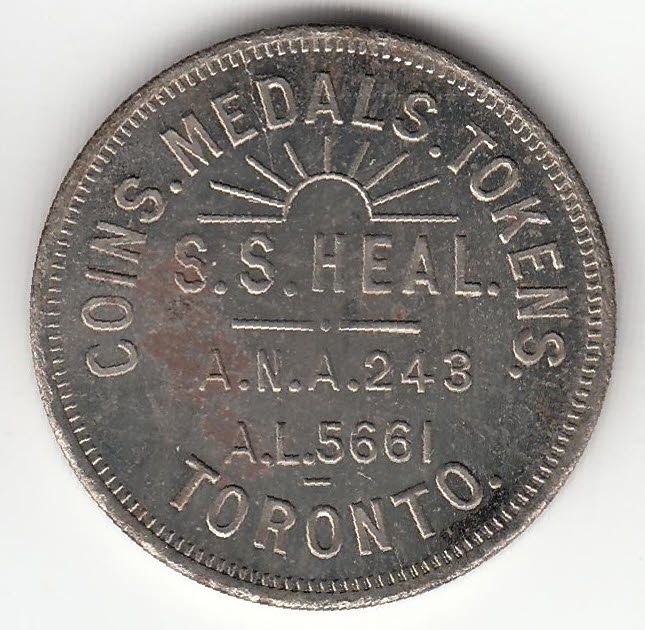 COINS. MEDALS. TOKENS,
S. S. HEAL.
A.N.A. 243
A.L. 5661
TORONTO.